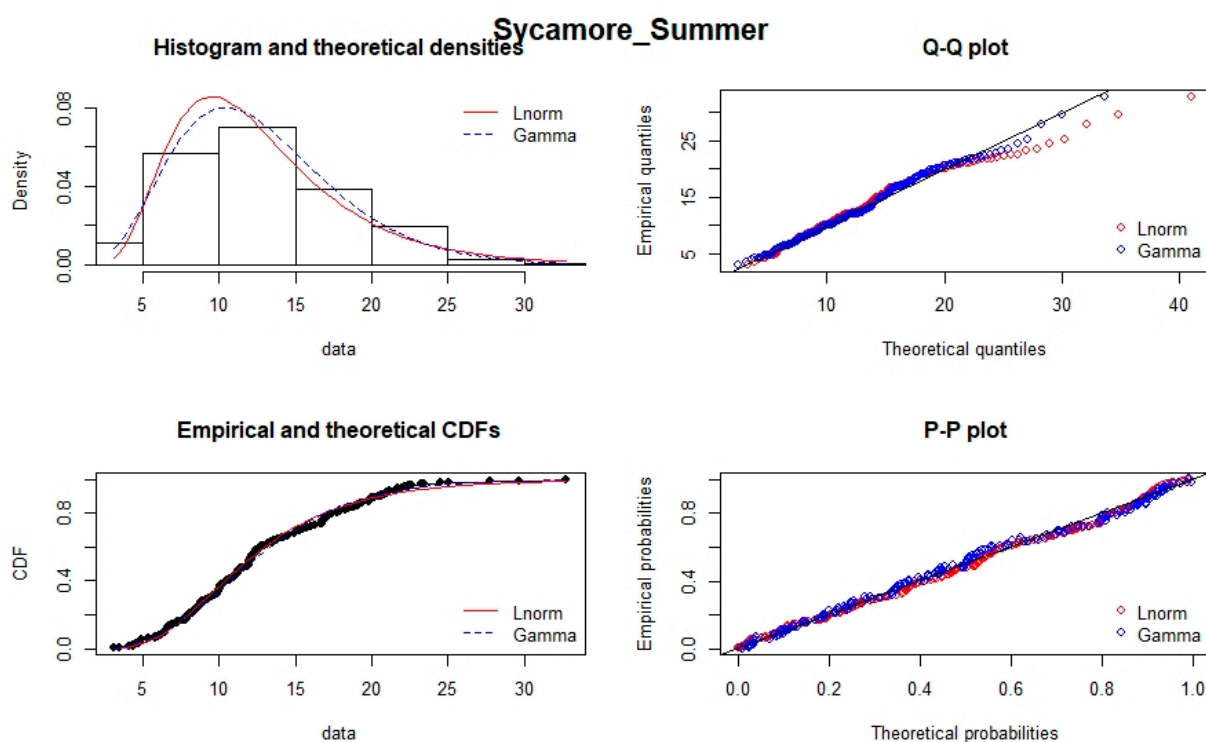 Sycamore_Summer
Histogram and theoretical densities
Density
0.00
0.04
0.08
Lnorm
Gamma
5 10 15 20 25 30
data
Q-Q plot
Empirical quantiles
5
15
25
Lnorm
Gamma
10 20 30 40
Theoretical quantiles
Empirical and theoretical CDFs
CDF
0.0
0.4
0.8
Lnorm
Gamma
5 10 15 20 25 30
data
P-P plot
Empirical probabilities
0.0
0.4
0.8
Lnorm
Gamma
0.0 0.2 0.4 0.6 0.8 1.0
Theoretical probabilities